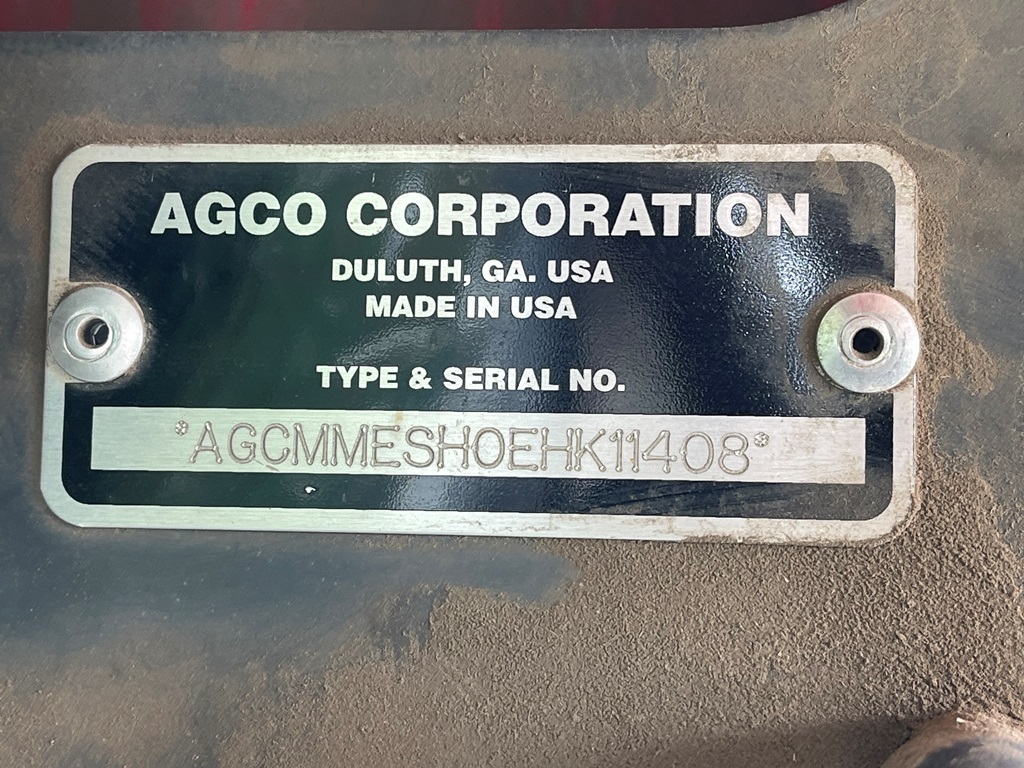 AGCO CORPORATION
DULUTH, GA. USA
MADE IN USA
TYPE & SERIAL NO.
*AGCMMESHOEHK11408*